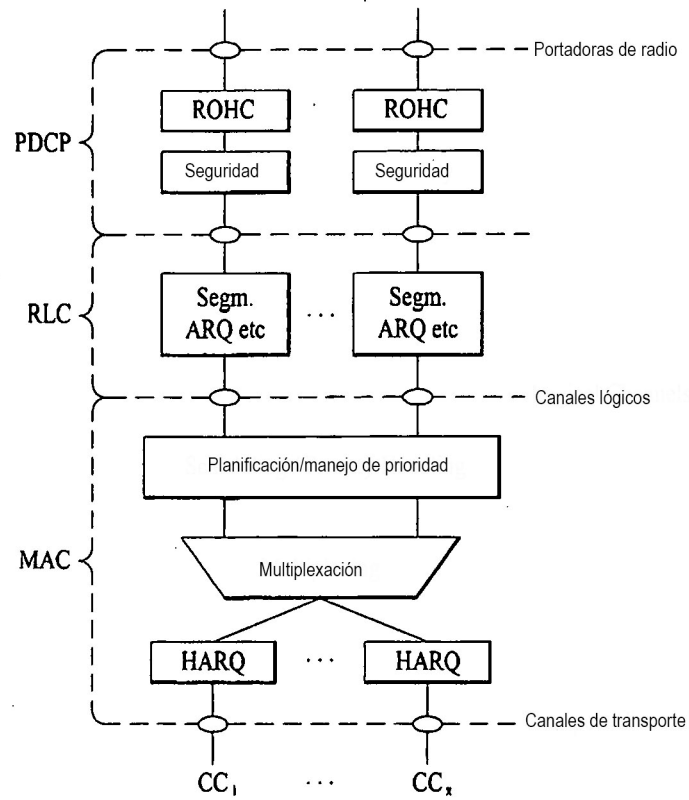 Portadoras de radio
ROHC
ROHC
PDCP
Seguridad
Seguridad
RLC
Segm.
ARQ etc
...
Segm.
ARQ etc
Canales lógicos
Planificación/manejo de prioridad
MAC
Multiplexación
HARQ
...
HARQ
Canales de transporte
CC₁
...
CCₓ